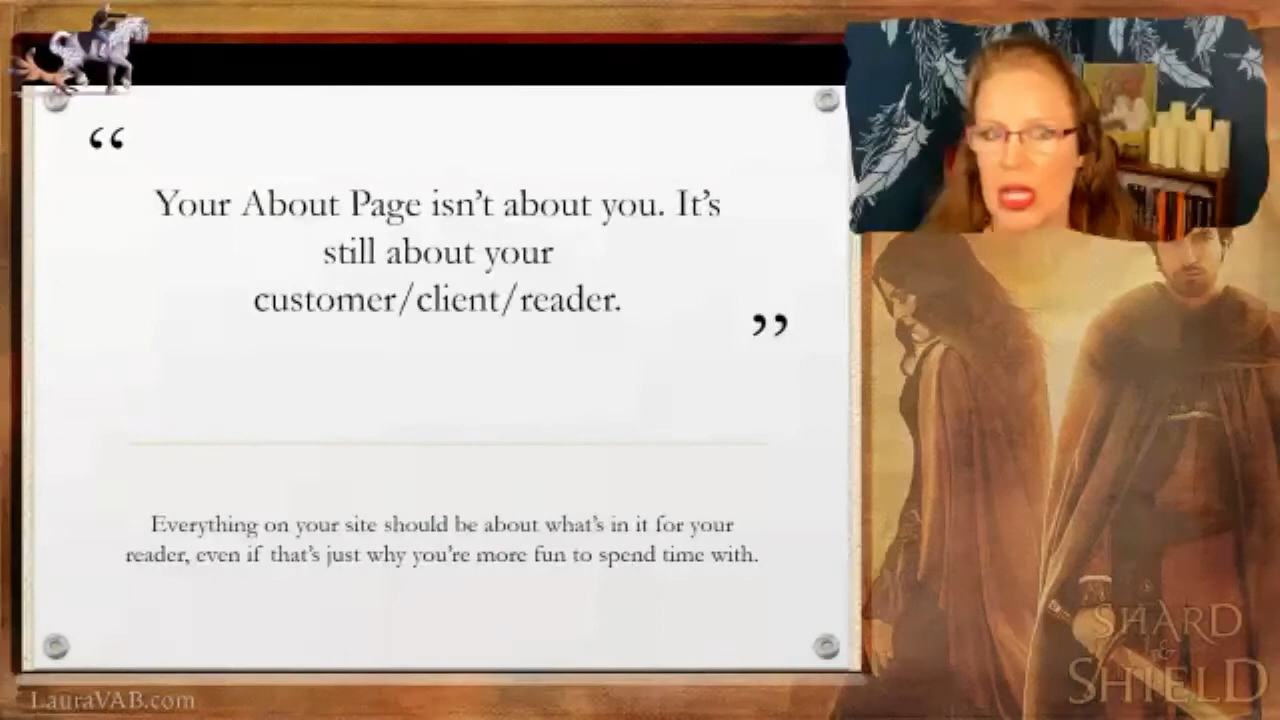 “
Your About Page isn’t about you. It’s
still about your
customer/client/reader.
”
Everything on your site should be about what’s in it for your
reader, even if that’s just why you’re more fun to spend time with.
SHARD
&
SHIELD
LauraVAB.com